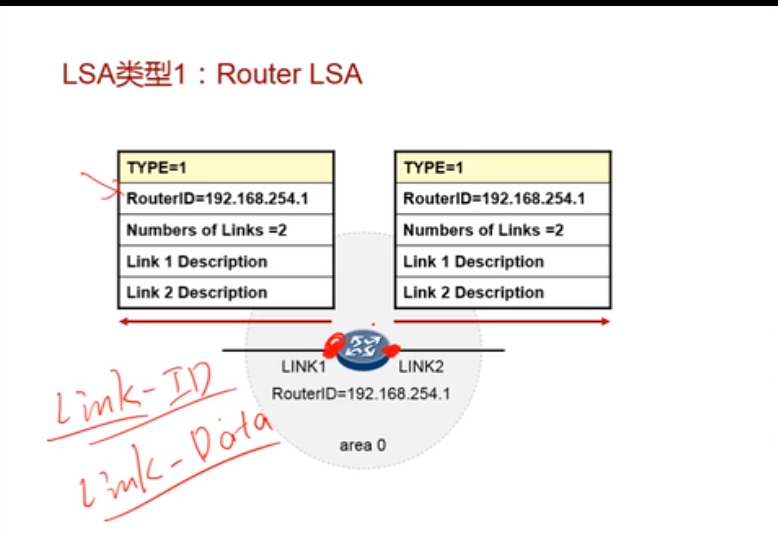 LSA类型1：Router LSA
TYPE=1
RouterID=192.168.254.1
Numbers of Links =2
Link 1 Description
Link 2 Description
TYPE=1
RouterID=192.168.254.1
Numbers of Links =2
Link 1 Description
Link 2 Description
LINK1
LINK2
RouterID=192.168.254.1
area 0
Link-ID
Link-Data